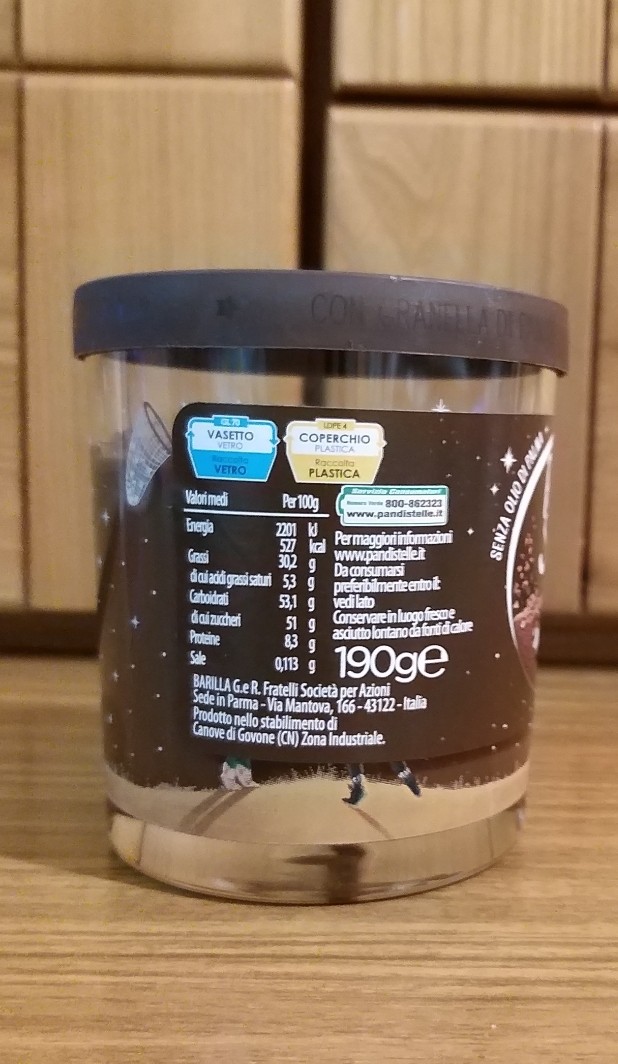 CON GRANELLA DI
GL 70
VASETTO
VETRO
Raccolta
VETRO
LDPE 4
COPERCHIO
PLASTICA
Raccolta
PLASTICA
Valori medi Per 100g
Energia 2201 kJ
527 kcal
Grassi 30,2 g
di cui acidi grassi saturi 5,3 g
Carboidrati 53,1 g
di cui zuccheri 51 g
Proteine 8,3 g
Sale 0,113 g
Servizio Consumatori
Numero Verde 800-862323
www.pandistelle.it
Per maggiori informazioni
www.pandistelle.it
Da consumarsi
preferibilmente entro il:
vedi lato
Conservare in luogo fresco e
asciutto lontano da fonti di calore
190g e
BARILLA G. e R. Fratelli Società per Azioni
Sede in Parma - Via Mantova, 166 - 43122 - Italia
Prodotto nello stabilimento di
Canove di Govone (CN) Zona Industriale.
SENZA OLIO DI PALMA